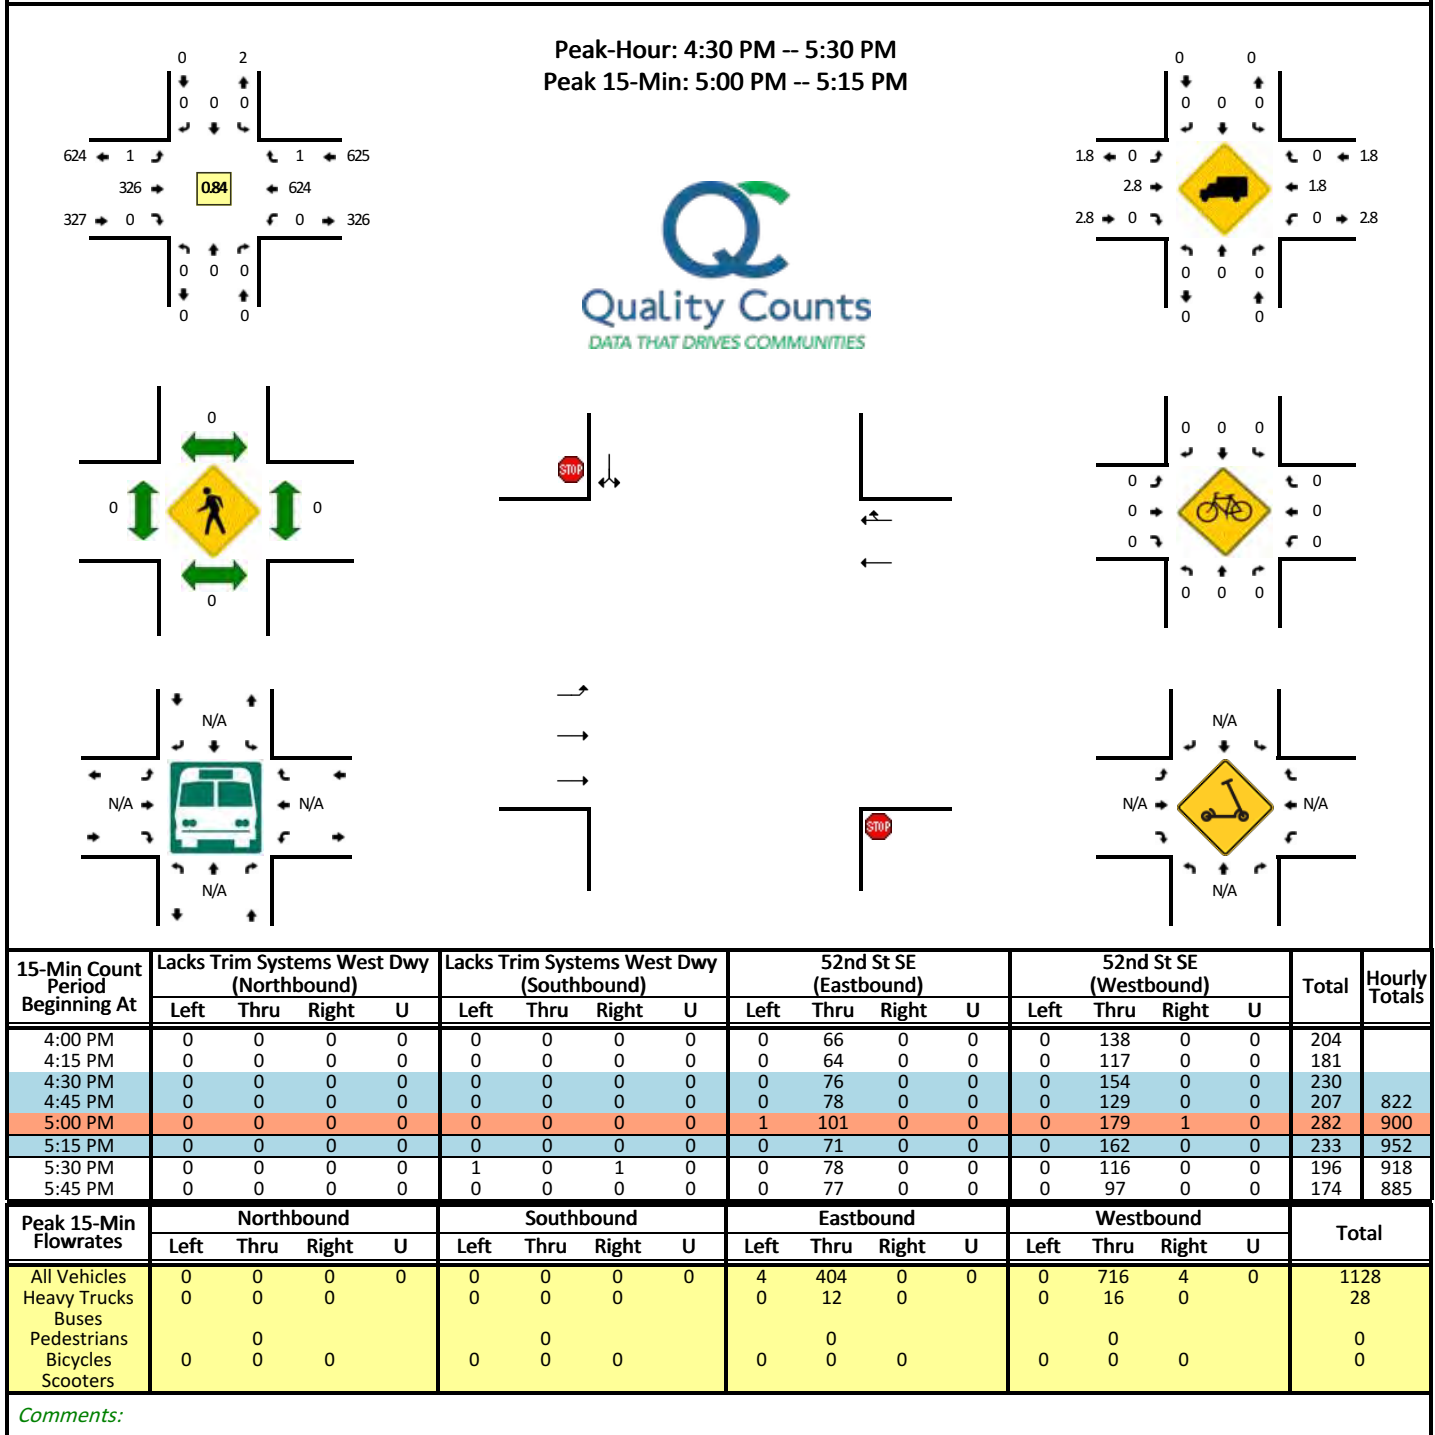 Peak-Hour: 4:30 PM -- 5:30 PM
Peak 15-Min: 5:00 PM -- 5:15 PM
0 2
0 0 0
624 1 1 625
326 0.84 624
327 0 0 326
0 0 0
0 0
Quality Counts
DATA THAT DRIVES COMMUNITIES
0 0
0 0 0
1.8 0 0 1.8
2.8 1.8
2.8 0 0 2.8
0 0 0
0 0
0
0 0
0
STOP
STOP
0 0 0
0 0
0 0
0 0
0 0 0
N/A
N/A N/A
N/A
N/A
N/A N/A
N/A
15-Min Count Period Beginning At Lacks Trim Systems West Dwy (Northbound) Lacks Trim Systems West Dwy (Southbound) 52nd St SE (Eastbound) 52nd St SE (Westbound) Total Hourly Totals
Left Thru Right U Left Thru Right U Left Thru Right U Left Thru Right U
4:00 PM 0 0 0 0 0 0 0 0 0 66 0 0 0 138 0 0 204
4:15 PM 0 0 0 0 0 0 0 0 0 64 0 0 0 117 0 0 181
4:30 PM 0 0 0 0 0 0 0 0 0 76 0 0 0 154 0 0 230
4:45 PM 0 0 0 0 0 0 0 0 0 78 0 0 0 129 0 0 207 822
5:00 PM 0 0 0 0 0 0 0 0 1 101 0 0 0 179 1 0 282 900
5:15 PM 0 0 0 0 0 0 0 0 0 71 0 0 0 162 0 0 233 952
5:30 PM 0 0 0 0 1 0 1 0 0 78 0 0 0 116 0 0 196 918
5:45 PM 0 0 0 0 0 0 0 0 0 77 0 0 0 97 0 0 174 885
Peak 15-Min Flowrates Northbound Southbound Eastbound Westbound Total
Left Thru Right U Left Thru Right U Left Thru Right U Left Thru Right U
All Vehicles 0 0 0 0 0 0 0 0 4 404 0 0 0 716 4 0 1128
Heavy Trucks 0 0 0 0 0 0 0 12 0 0 16 0 28
Buses
Pedestrians 0 0 0 0 0
Bicycles 0 0 0 0 0 0 0 0 0 0 0 0 0
Scooters
Comments: